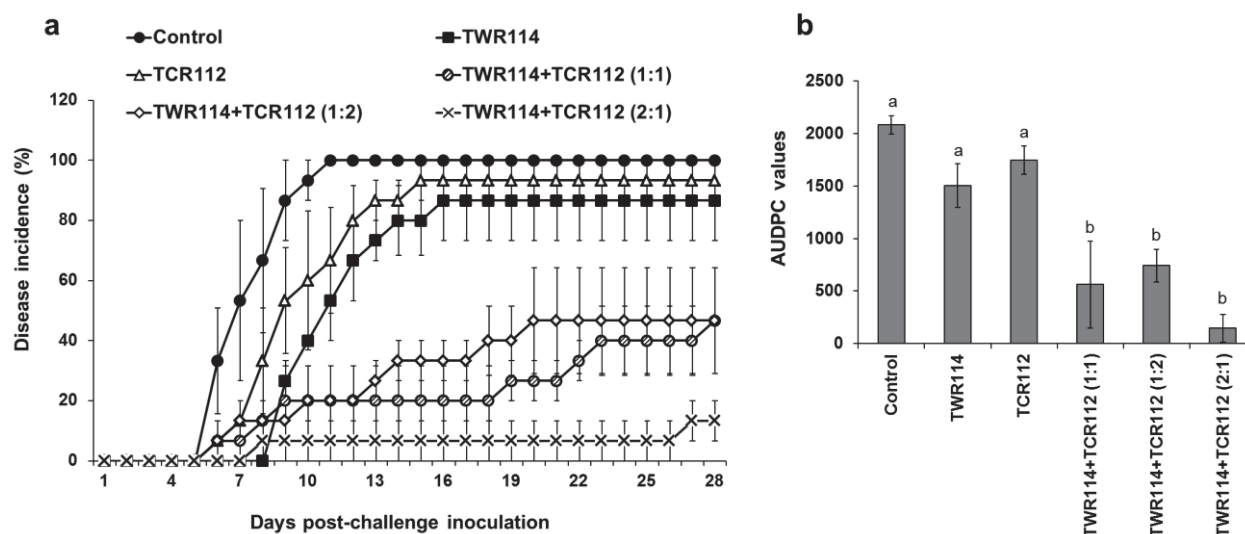 a
Control
TWR114
TCR112
TWR114+TCR112 (1:1)
TWR114+TCR112 (1:2)
TWR114+TCR112 (2:1)
Disease incidence (%)
120
100
80
60
40
20
0
1 4 7 10 13 16 19 22 25 28
Days post-challenge inoculation
b
AUDPC values
2500
2000
1500
1000
500
0
a
a
a
b
b
b
Control
TWR114
TCR112
TWR114+TCR112 (1:1)
TWR114+TCR112 (1:2)
TWR114+TCR112 (2:1)